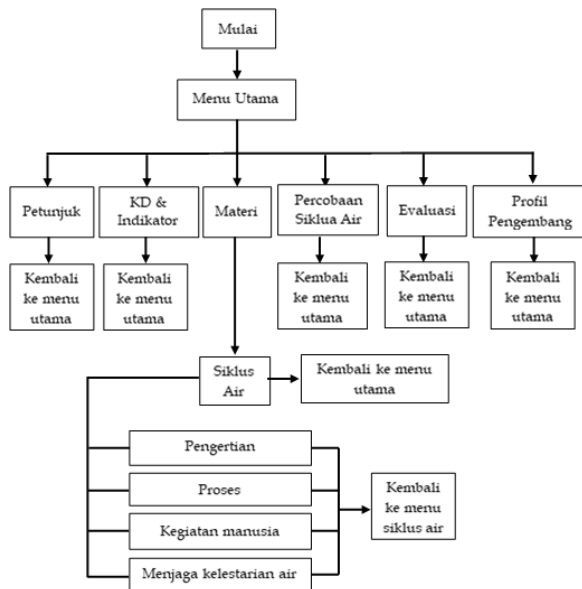 Mulai
Menu Utama
Petunjuk
KD &
Indikator
Materi
Percobaan
Siklua Air
Evaluasi
Profil
Pengembang
Kembali
ke menu
utama
Kembali
ke menu
utama
Kembali
ke menu
utama
Kembali
ke menu
utama
Kembali
ke menu
utama
Siklus
Air
Kembali ke menu
utama
Pengertian
Proses
Kegiatan manusia
Menjaga kelestarian air
Kembali
ke menu
siklus air